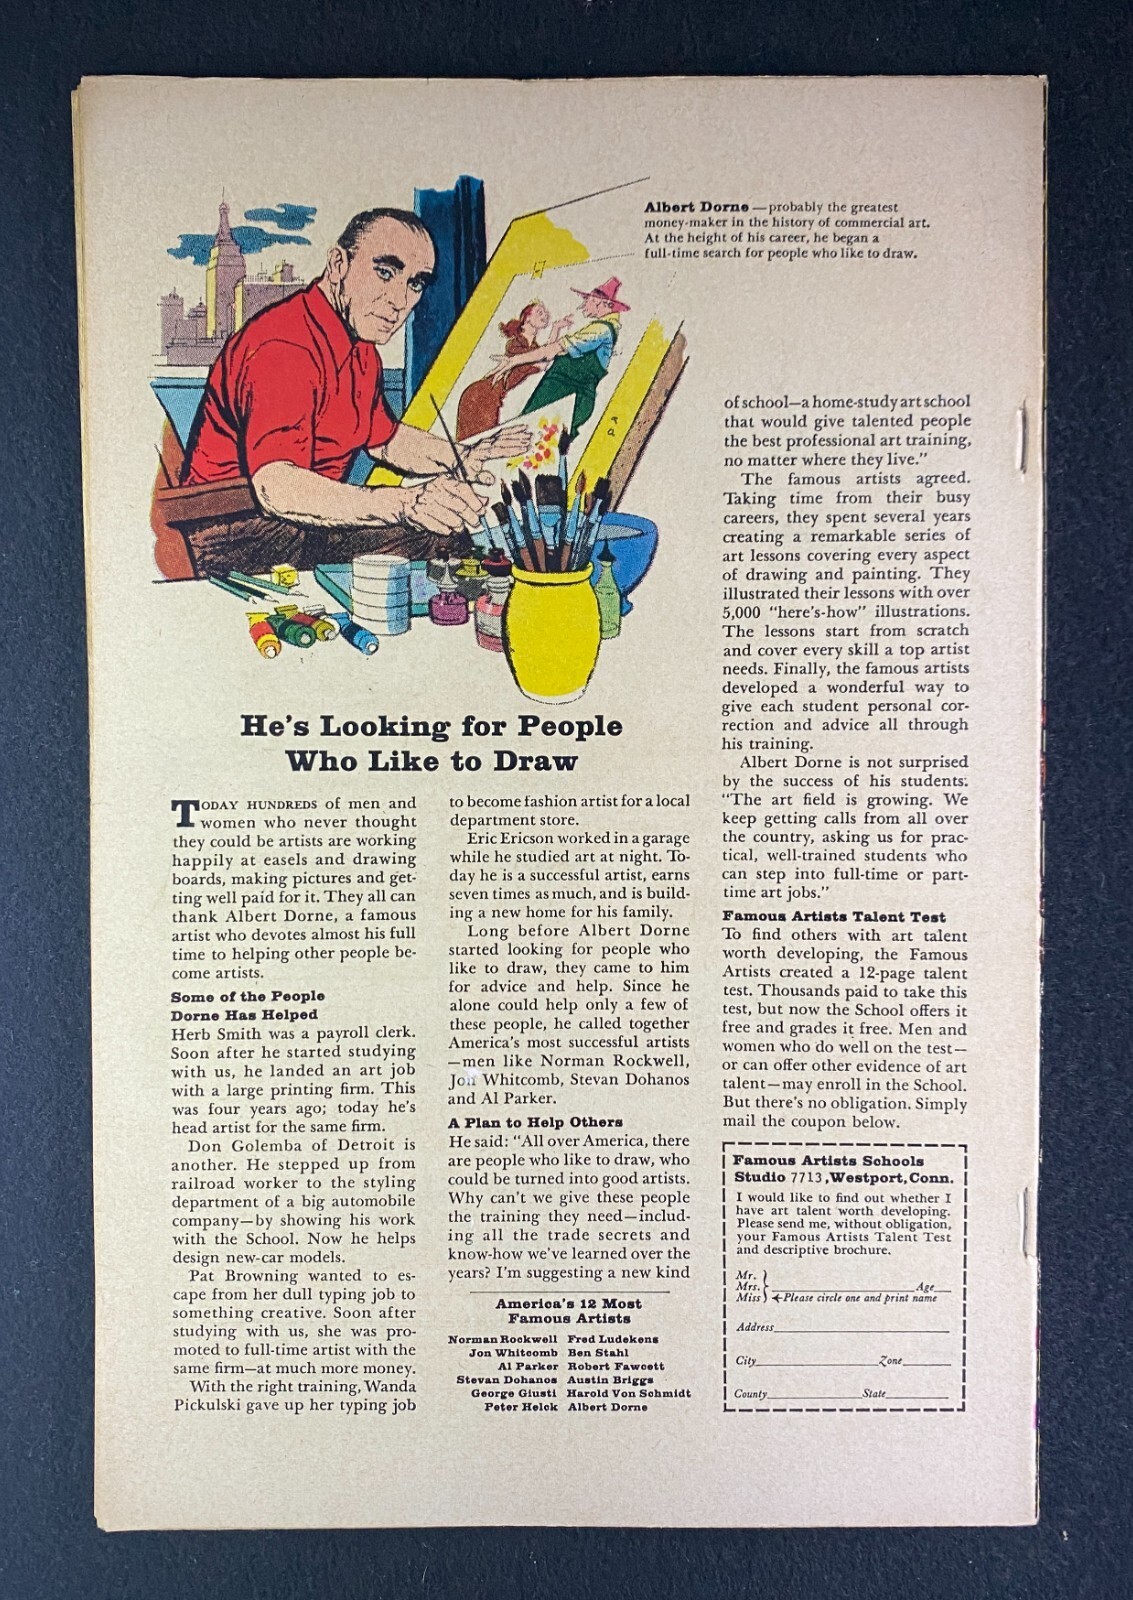 Albert Dorne—probably the greatest
money-maker in the history of commercial art.
At the height of his career, he began a
full-time search for people who like to draw.
He's Looking for People
Who Like to Draw
TODAY HUNDREDS of men and
women who never thought
they could be artists are working
happily at easels and drawing
boards, making pictures and get-
ting well paid for it. They all can
thank Albert Dorne, a famous
artist who devotes almost his full
time to helping other people be-
come artists.
Some of the People
Dorne Has Helped
Herb Smith was a payroll clerk.
Soon after he started studying
with us, he landed an art job
with a large printing firm. This
was four years ago; today he's
head artist for the same firm.
Don Golemba of Detroit is
another. He stepped up from
railroad worker to the styling
department of a big automobile
company—by showing his work
with the School. Now he helps
design new-car models.
Pat Browning wanted to es-
cape from her dull typing job to
something creative. Soon after
studying with us, she was pro-
moted to full-time artist with the
same firm—at much more money.
With the right training, Wanda
Pickulski gave up her typing job
to become fashion artist for a local
department store.
Eric Ericson worked in a garage
while he studied art at night. To-
day he is a successful artist, earns
seven times as much, and is build-
ing a new home for his family.
Long before Albert Dorne
started looking for people who
like to draw, they came to him
for advice and help. Since he
alone could help only a few of
these people, he called together
America's most successful artists
—men like Norman Rockwell,
Jon Whitcomb, Stevan Dohanos
and Al Parker.
A Plan to Help Others
He said: "All over America, there
are people who like to draw, who
could be turned into good artists.
Why can't we give these people
the training they need—includ-
ing all the trade secrets and
know-how we've learned over the
years? I'm suggesting a new kind
America's 12 Most
Famous Artists
Norman Rockwell Fred Ludekens
Jon Whitcomb Ben Stahl
Al Parker Robert Fawcett
Stevan Dohanos Austin Briggs
George Giusti Harold Von Schmidt
Peter Helck Albert Dorne
of school—a home-study art school
that would give talented people
the best professional art training,
no matter where they live."
The famous artists agreed.
Taking time from their busy
careers, they spent several years
creating a remarkable series of
art lessons covering every aspect
of drawing and painting. They
illustrated their lessons with over
5,000 "here's-how" illustrations.
The lessons start from scratch
and cover every skill a top artist
needs. Finally, the famous artists
developed a wonderful way to
give each student personal cor-
rection and advice all through
his training.
Albert Dorne is not surprised
by the success of his students:
"The art field is growing. We
keep getting calls from all over
the country, asking us for prac-
tical, well-trained students who
can step into full-time or part-
time art jobs."
Famous Artists Talent Test
To find others with art talent
worth developing, the Famous
Artists created a 12-page talent
test. Thousands paid to take this
test, but now the School offers it
free and grades it free. Men and
women who do well on the test—
or can offer other evidence of art
talent—may enroll in the School.
But there's no obligation. Simply
mail the coupon below.
Famous Artists Schools
Studio 7713, Westport, Conn.
I would like to find out whether I
have art talent worth developing.
Please send me, without obligation,
your Famous Artists Talent Test
and descriptive brochure.
Mr.
Mrs. Age
Miss Please circle one and print name
Address
City Zone
County State